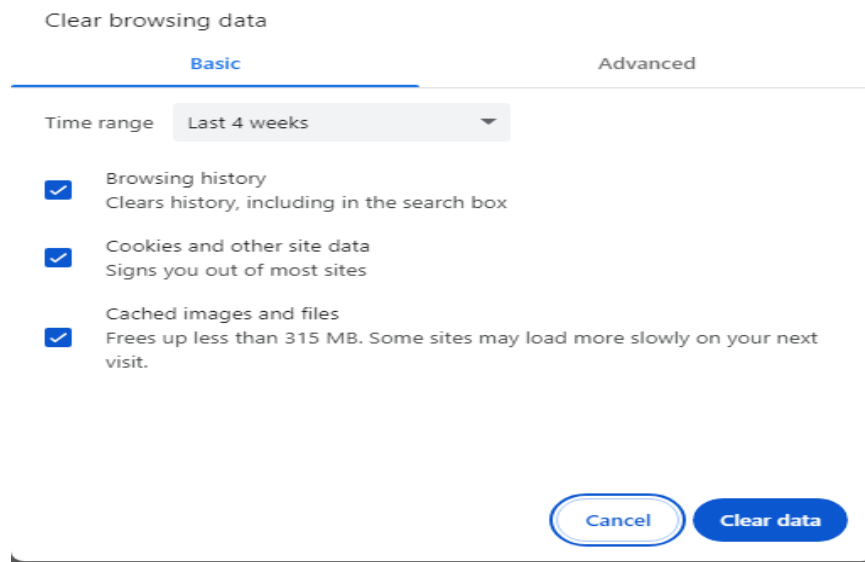 Clear browsing data
Basic
Advanced
Time range
Last 4 weeks
Browsing history
Clears history, including in the search box
Cookies and other site data
Signs you out of most sites
Cached images and files
Frees up less than 315 MB. Some sites may load more slowly on your next
visit.
Cancel
Clear data